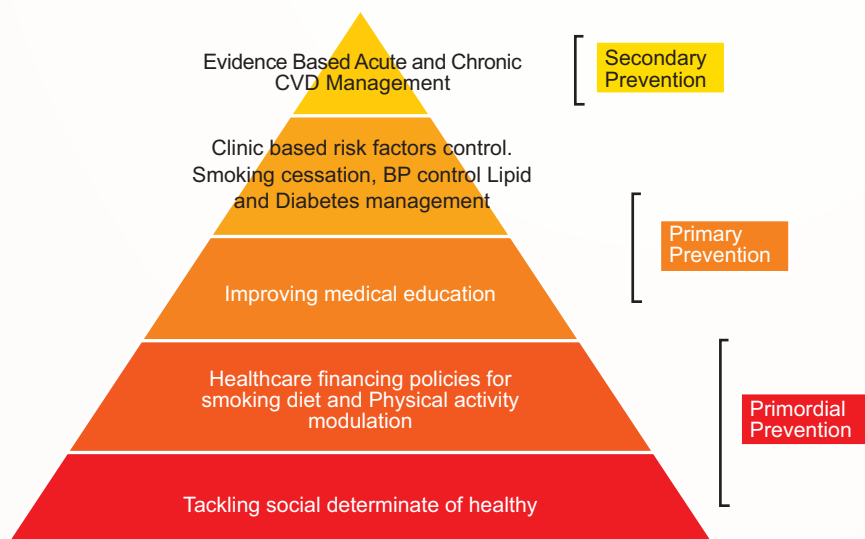 Evidence Based Acute and Chronic
CVD Management
Secondary
Prevention
Clinic based risk factors control.
Smoking cessation, BP control Lipid
and Diabetes management
Primary
Prevention
Improving medical education
Healthcare financing policies for
smoking diet and Physical activity
modulation
Primordial
Prevention
Tackling social determinate of healthy